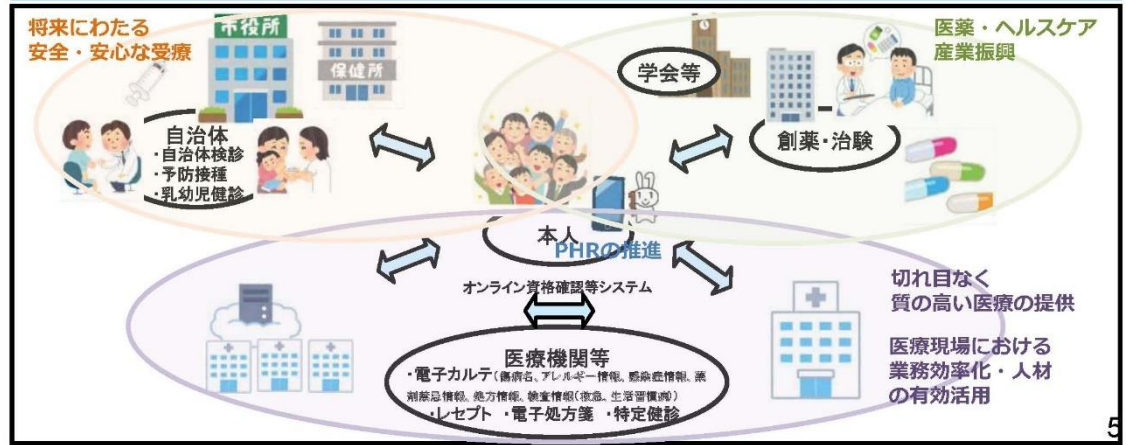 将来にわたる
安全・安心な受療
市役所
保健所
学会等
医薬・ヘルスケア
産業振興
自治体
・自治体検診
・予防接種
・乳幼児健診
創薬・治験
本人
PHRの推進
オンライン資格確認等システム
切れ目なく
質の高い医療の提供
医療機関等
・電子カルテ(傷病名、アレルギー情報、感染症情報、薬
剤禁忌情報、処方情報、検査情報(救急、生活習慣病)
・レセプト ・電子処方箋 ・特定健診
医療現場における
業務効率化・人材
の有効活用
5